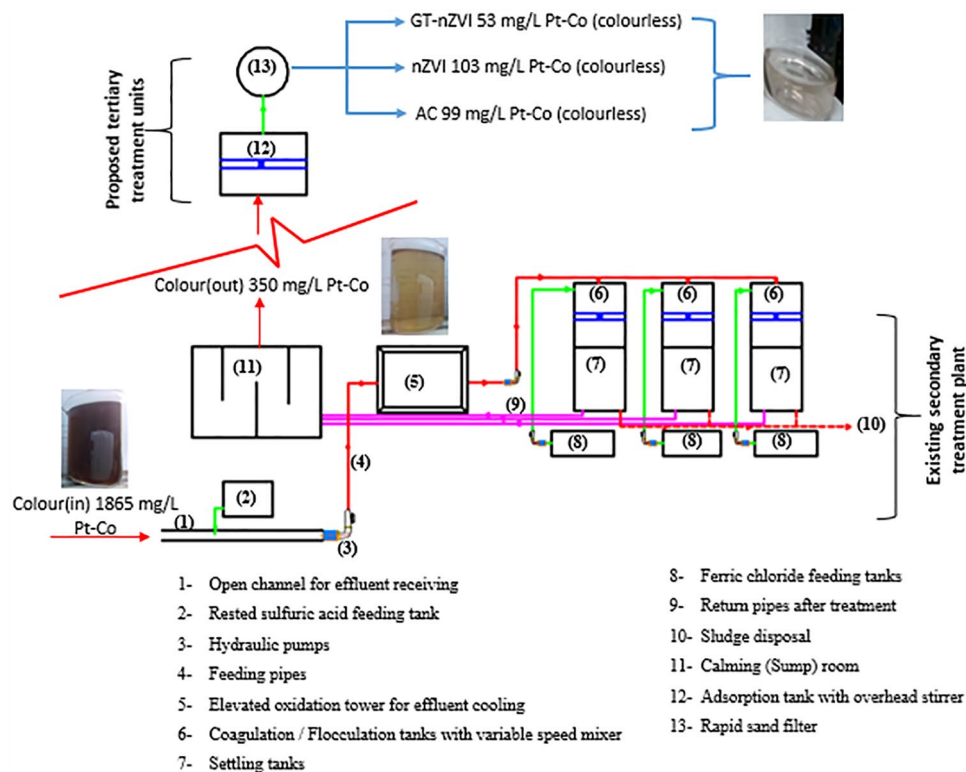 GT-nZVI 53 mg/L Pt-Co (colourless)
(13)
nZVI 103 mg/L Pt-Co (colourless)
AC 99 mg/L Pt-Co (colourless)
Proposed tertiary
treatment units
(12)
Colour(out) 350 mg/L Pt-Co
(6)
(6)
(6)
(11)
(5)
(7)
(7)
(7)
(9)
(10)
(8)
(8)
(8)
Existing secondary
treatment plant
(4)
Colour(in) 1865 mg/L
Pt-Co
(1)
(2)
(3)
1- Open channel for effluent receiving
2- Rested sulfuric acid feeding tank
3- Hydraulic pumps
4- Feeding pipes
5- Elevated oxidation tower for effluent cooling
6- Coagulation / Flocculation tanks with variable speed mixer
7- Settling tanks
8- Ferric chloride feeding tanks
9- Return pipes after treatment
10- Sludge disposal
11- Calming (Sump) room
12- Adsorption tank with overhead stirrer
13- Rapid sand filter